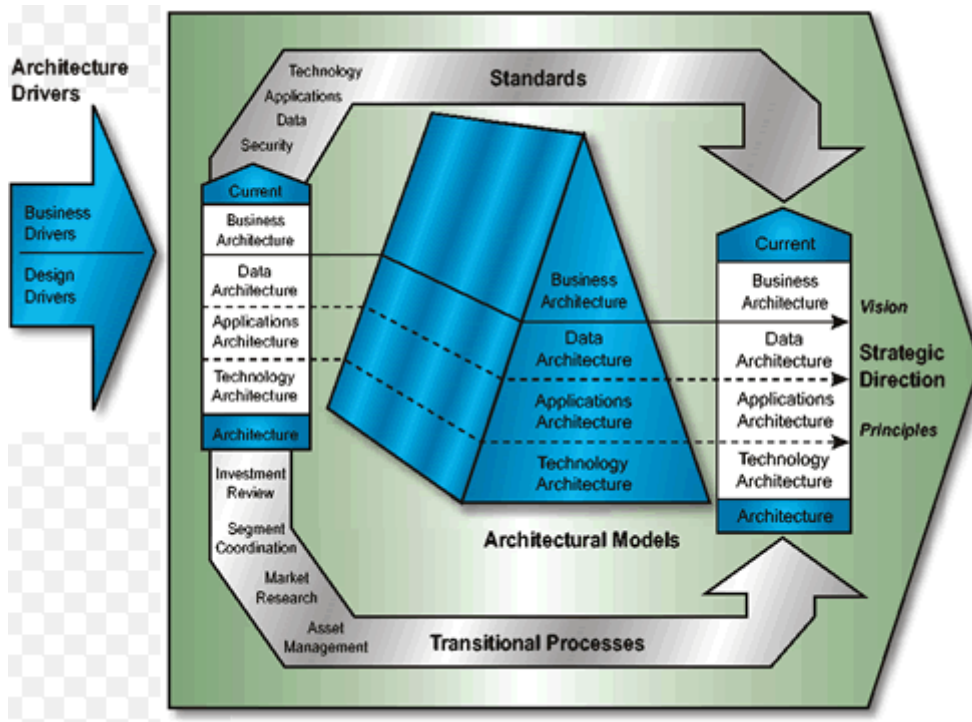 Architecture
Drivers
Business
Drivers
Design
Drivers
Technology
Applications
Data
Security
Standards
Current
Business
Architecture
Data
Architecture
Applications
Architecture
Technology
Architecture
Architecture
Investment
Review
Segment
Coordination
Market
Research
Asset
Management
Transitional Processes
Business
Architecture
Data
Architecture
Applications
Architecture
Technology
Architecture
Architectural Models
Current
Business
Architecture
Data
Architecture
Applications
Architecture
Technology
Architecture
Architecture
Vision
Strategic
Direction
Principles